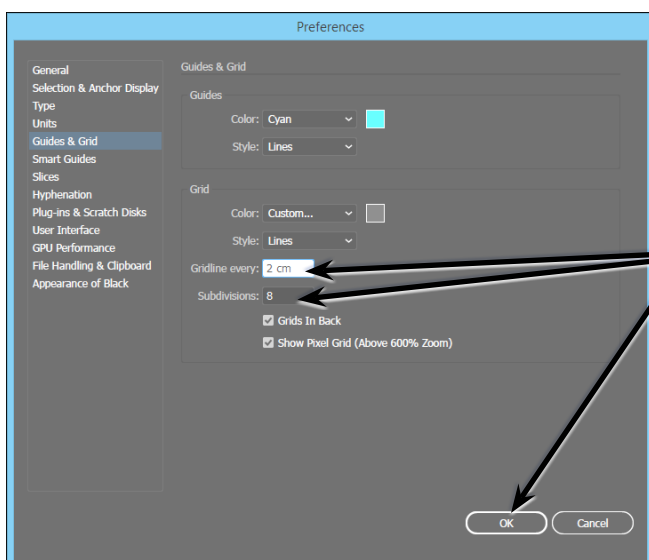 Preferences
General
Selection & Anchor Display
Type
Units
Guides & Grid
Smart Guides
Slices
Hyphenation
Plug-ins & Scratch Disks
User Interface
GPU Performance
File Handling & Clipboard
Appearance of Black
Guides & Grid
Guides
Color: Cyan
Style: Lines
Grid
Color: Custom...
Style: Lines
Gridline every: 2 cm
Subdivisions: 8
Grids In Back
Show Pixel Grid (Above 600% Zoom)
OK Cancel